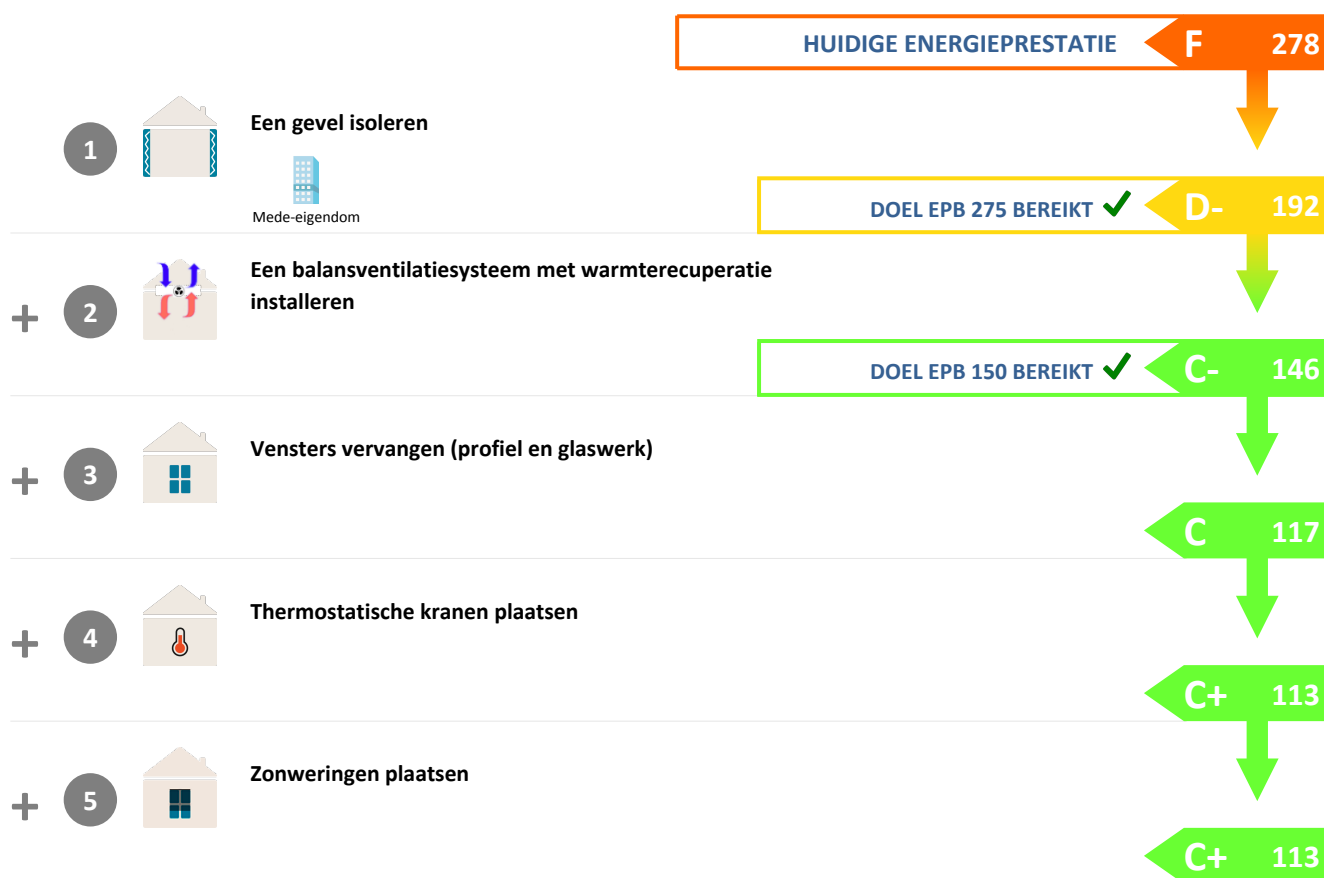 HUIDIGE ENERGIEPRESTATIE F 278
1 Een gevel isoleren
Mede-eigendom
DOEL EPB 275 BEREIKT ✔ D- 192
+ 2 Een balansventilatiesysteem met warmterecuperatie
installeren
DOEL EPB 150 BEREIKT ✔ C- 146
+ 3 Vensters vervangen (profiel en glaswerk)
C 117
+ 4 Thermostatische kranen plaatsen
C+ 113
+ 5 Zonweringen plaatsen
C+ 113